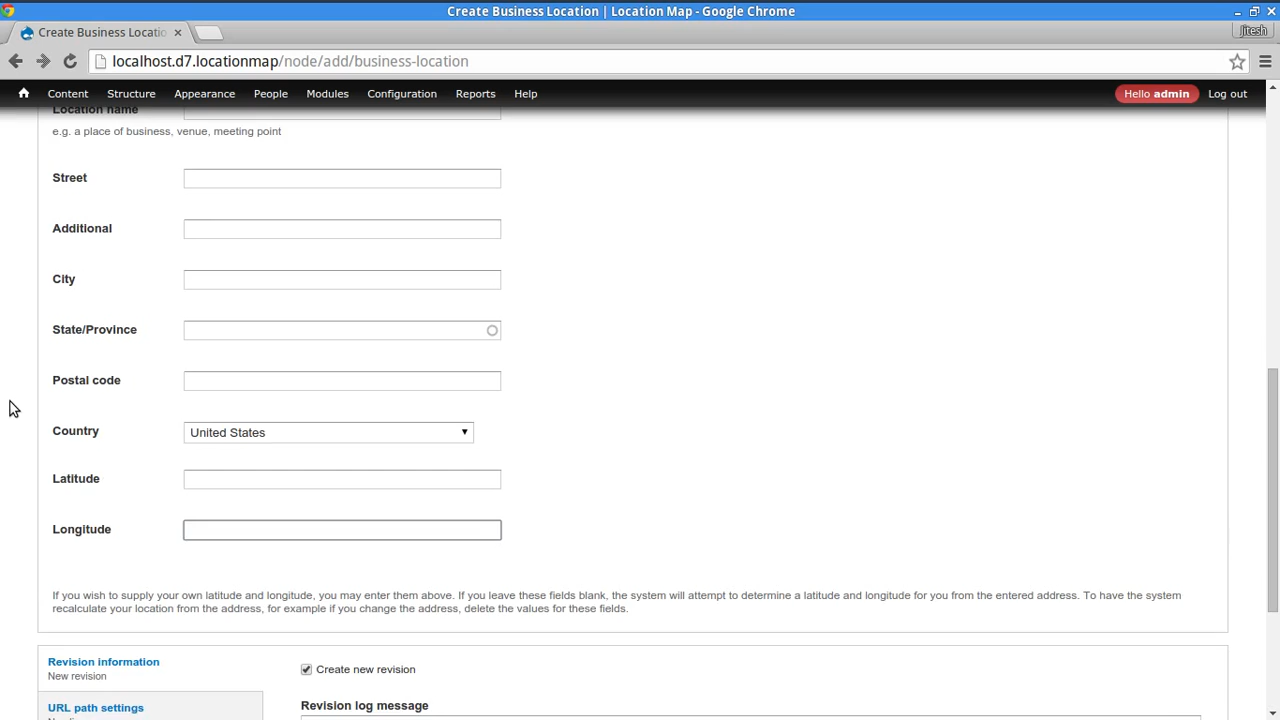 Create Business Location | Location Map - Google Chrome
Create Business Locatio
jitesh
localhost.d7.locationmap/node/add/business-location
Content Structure Appearance People Modules Configuration Reports Help Hello admin Log out
Location name
e.g. a place of business, venue, meeting point
Street
Additional
City
State/Province
Postal code
Country United States
Latitude
Longitude
If you wish to supply your own latitude and longitude, you may enter them above. If you leave these fields blank, the system will attempt to determine a latitude and longitude for you from the entered address. To have the system
recalculate your location from the address, for example if you change the address, delete the values for these fields.
Revision information
New revision
Create new revision
URL path settings
Revision log message